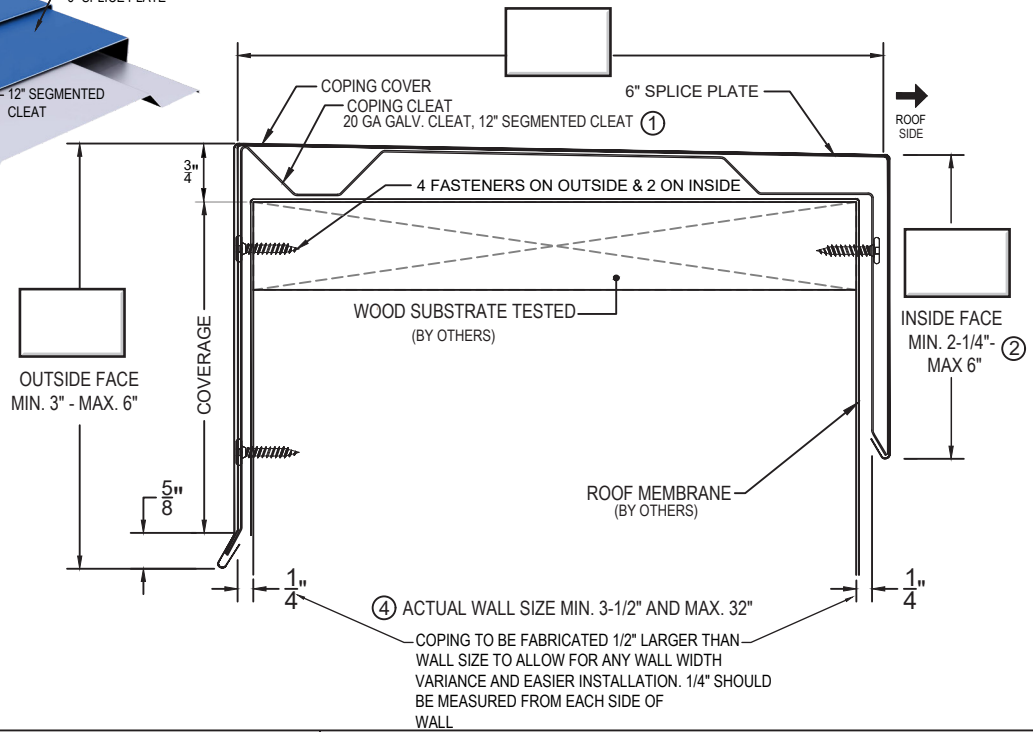 6" SPLICE PLATE
12" SEGMENTED
CLEAT
COPING COVER
COPING CLEAT
20 GA GALV. CLEAT, 12" SEGMENTED CLEAT ①
6" SPLICE PLATE
ROOF
SIDE
3/4"
4 FASTENERS ON OUTSIDE & 2 ON INSIDE
WOOD SUBSTRATE TESTED
(BY OTHERS)
COVERAGE
OUTSIDE FACE
MIN. 3" - MAX. 6"
INSIDE FACE
MIN. 2-1/4"- ②
MAX 6"
5/8"
ROOF MEMBRANE
(BY OTHERS)
1/4"
1/4"
④ ACTUAL WALL SIZE MIN. 3-1/2" AND MAX. 32"
COPING TO BE FABRICATED 1/2" LARGER THAN
WALL SIZE TO ALLOW FOR ANY WALL WIDTH
VARIANCE AND EASIER INSTALLATION. 1/4" SHOULD
BE MEASURED FROM EACH SIDE OF
WALL